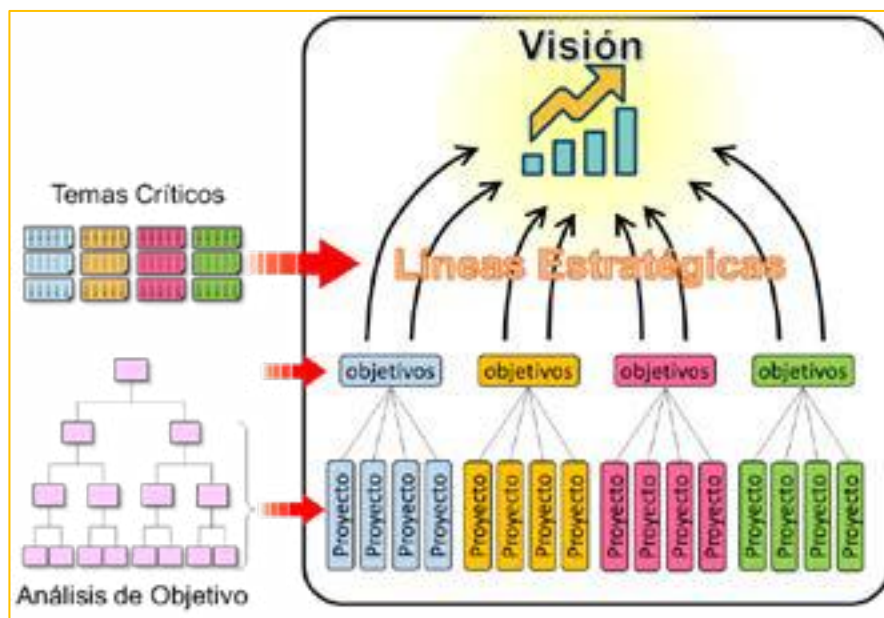 Visión
Temas Críticos
Líneas Estratégicas
objetivos objetivos objetivos objetivos
Proyecto Proyecto Proyecto Proyecto Proyecto Proyecto Proyecto Proyecto Proyecto Proyecto Proyecto Proyecto Proyecto Proyecto Proyecto Proyecto
Análisis de Objetivo